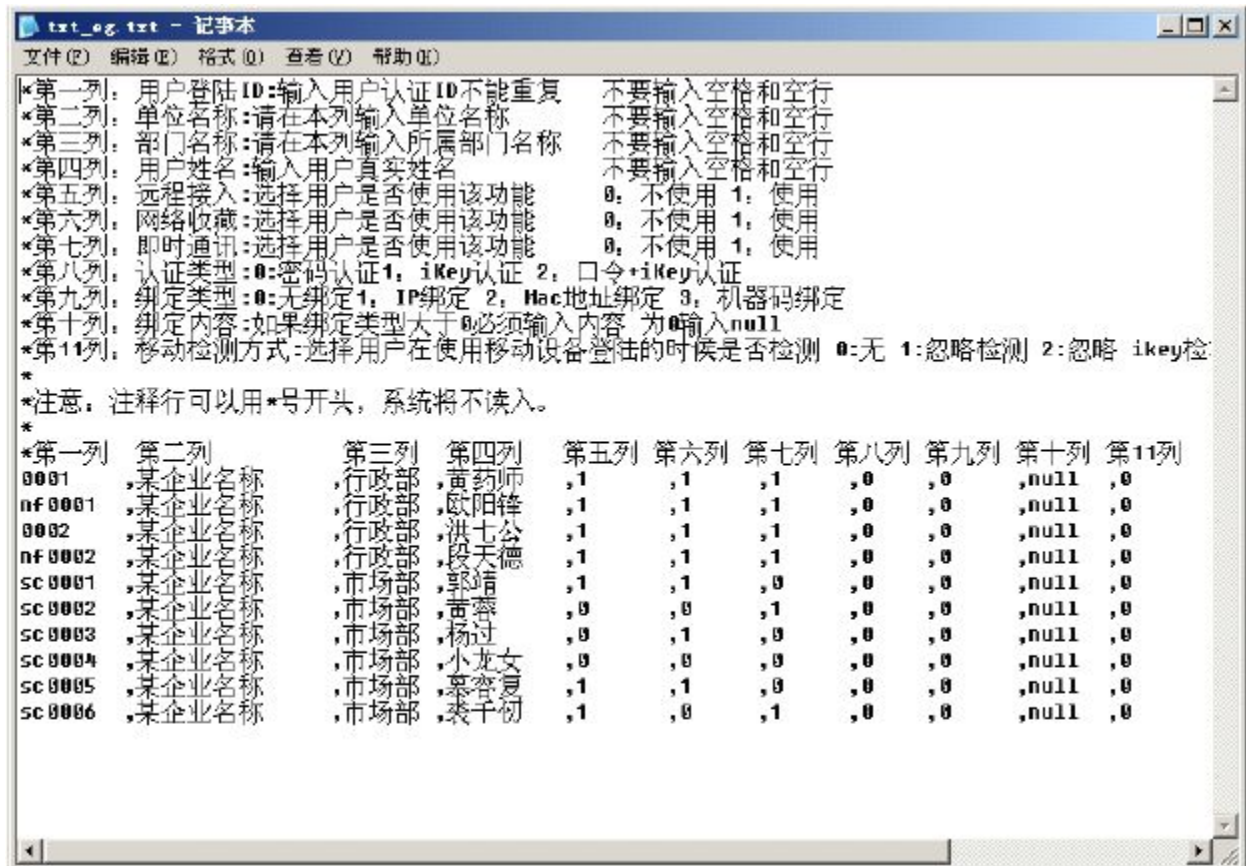 txt_eg.txt - 记事本
文件(F) 编辑(E) 格式(O) 查看(V) 帮助(H)
*第一列: 用户登陆ID:输入用户认证ID不能重复 不要输入空格和空行
*第二列: 单位名称:请在本列输入单位名称 不要输入空格和空行
*第三列: 部门名称:请在本列输入所属部门名称 不要输入空格和空行
*第四列: 用户姓名:输入用户真实姓名 不要输入空格和空行
*第五列: 远程接入:选择用户是否使用该功能 0: 不使用 1: 使用
*第六列: 网络收藏:选择用户是否使用该功能 0: 不使用 1: 使用
*第七列: 即时通讯:选择用户是否使用该功能 0: 不使用 1: 使用
*第八列: 认证类型:0:密码认证1: iKey认证 2: 口令+iKey认证
*第九列: 绑定类型:0:无绑定1: IP绑定 2: Mac地址绑定 3: 机器码绑定
*第十列: 绑定内容:如果绑定类型大于0必须输入内容 为0输入null
*第11列: 移动检测方式:选择用户在使用移动设备登陆的时候是否检测 0:无 1:忽略检测 2:忽略 ikey检
*
*注意: 注释行可以用*号开头, 系统将不读入。
*
*第一列 第二列 第三列 第四列 第五列 第六列 第七列 第八列 第九列 第十列 第11列
0001 ,某企业名称 ,行政部 ,黄药师 ,1 ,1 ,1 ,0 ,0 ,null ,0
nf0001 ,某企业名称 ,行政部 ,欧阳锋 ,1 ,1 ,1 ,0 ,0 ,null ,0
0002 ,某企业名称 ,行政部 ,洪七公 ,1 ,1 ,1 ,0 ,0 ,null ,0
nf0002 ,某企业名称 ,行政部 ,段天德 ,1 ,1 ,1 ,0 ,0 ,null ,0
sc0001 ,某企业名称 ,市场部 ,郭靖 ,1 ,1 ,0 ,0 ,0 ,null ,0
sc0002 ,某企业名称 ,市场部 ,黄蓉 ,0 ,0 ,1 ,0 ,0 ,null ,0
sc0003 ,某企业名称 ,市场部 ,杨过 ,0 ,1 ,0 ,0 ,0 ,null ,0
sc0004 ,某企业名称 ,市场部 ,小龙女 ,0 ,0 ,0 ,0 ,0 ,null ,0
sc0005 ,某企业名称 ,市场部 ,慕容复 ,1 ,1 ,0 ,0 ,0 ,null ,0
sc0006 ,某企业名称 ,市场部 ,裘千仞 ,1 ,0 ,1 ,0 ,0 ,null ,0